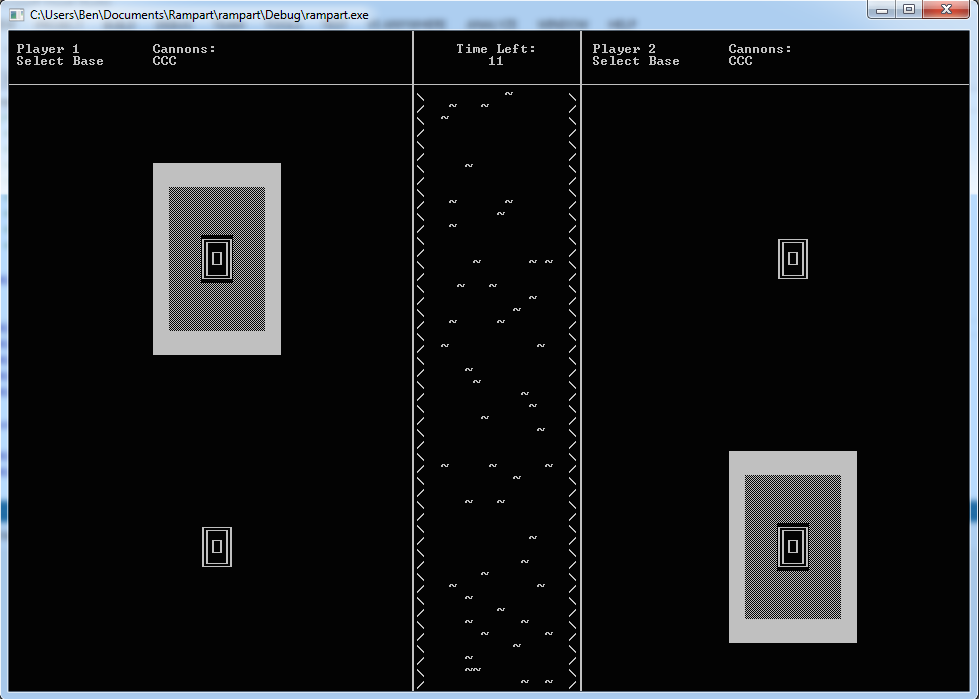 C:\Users\Ben\Documents\Rampart\rampart\Debug\rampart.exe
Player 1
Select Base
Cannons:
CCC
Time Left:
11
Player 2
Select Base
Cannons:
CCC